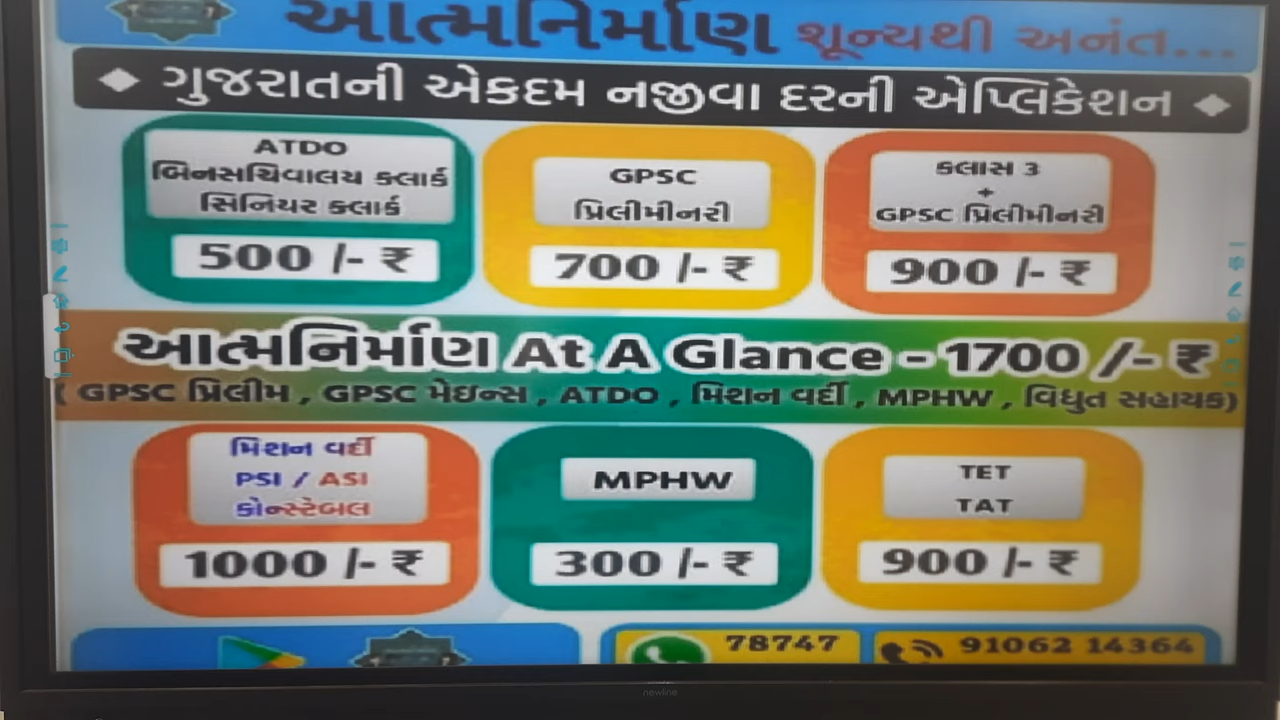 આત્મનિર્માણ શૂન્યથી અનંત...
ગુજરાતની એકદમ નજીવા દરની એપ્લિકેશન
ATDO
બિનસચિવાલય ક્લાર્ક
સિનિયર ક્લાર્ક
500 /- ₹
GPSC
પ્રિલીમીનરી
700 /- ₹
ક્લાસ 3
+
GPSC પ્રિલીમીનરી
900 /- ₹
આત્મનિર્માણ At A Glance - 1700 /- ₹
( GPSC પ્રિલીમ , GPSC મેઇન્સ , ATDO , મિશન વર્દી , MPHW , વિધુત સહાયક)
મિશન વર્દી
PSI / ASI
કોન્સ્ટેબલ
1000 /- ₹
MPHW
300 /- ₹
TET
TAT
900 /- ₹
78747
91062 14364
newline